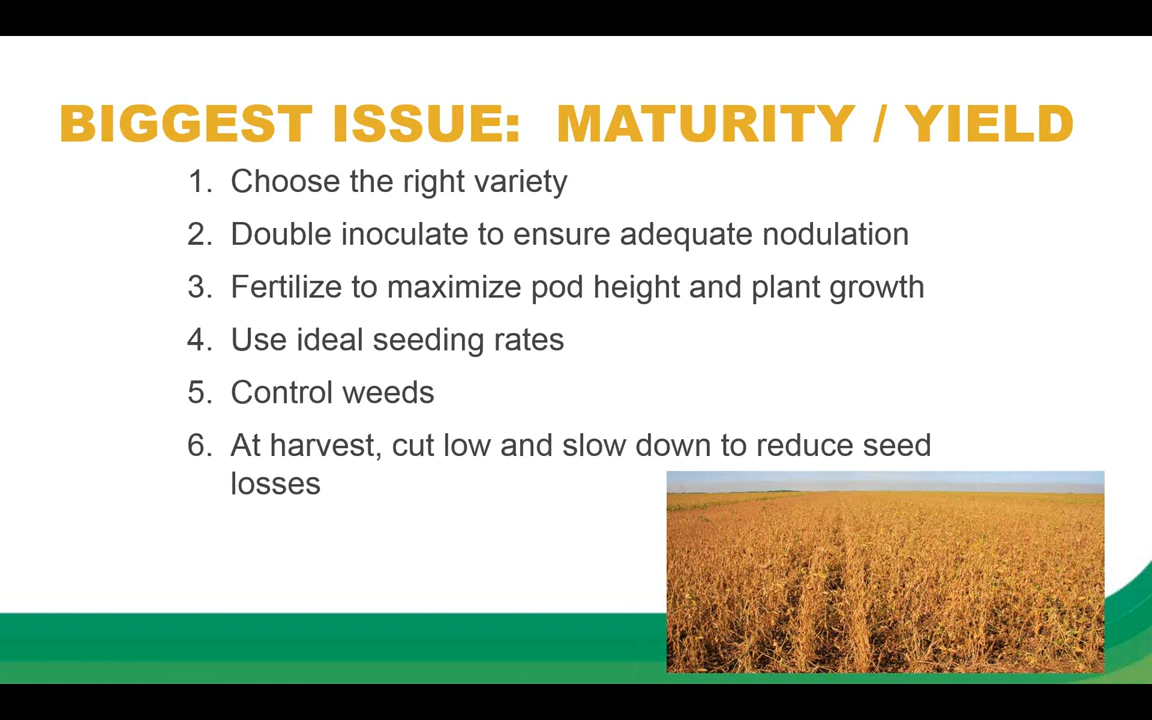 BIGGEST ISSUE:  MATURITY / YIELD
1. Choose the right variety
2. Double inoculate to ensure adequate nodulation
3. Fertilize to maximize pod height and plant growth
4. Use ideal seeding rates
5. Control weeds
6. At harvest, cut low and slow down to reduce seed
losses